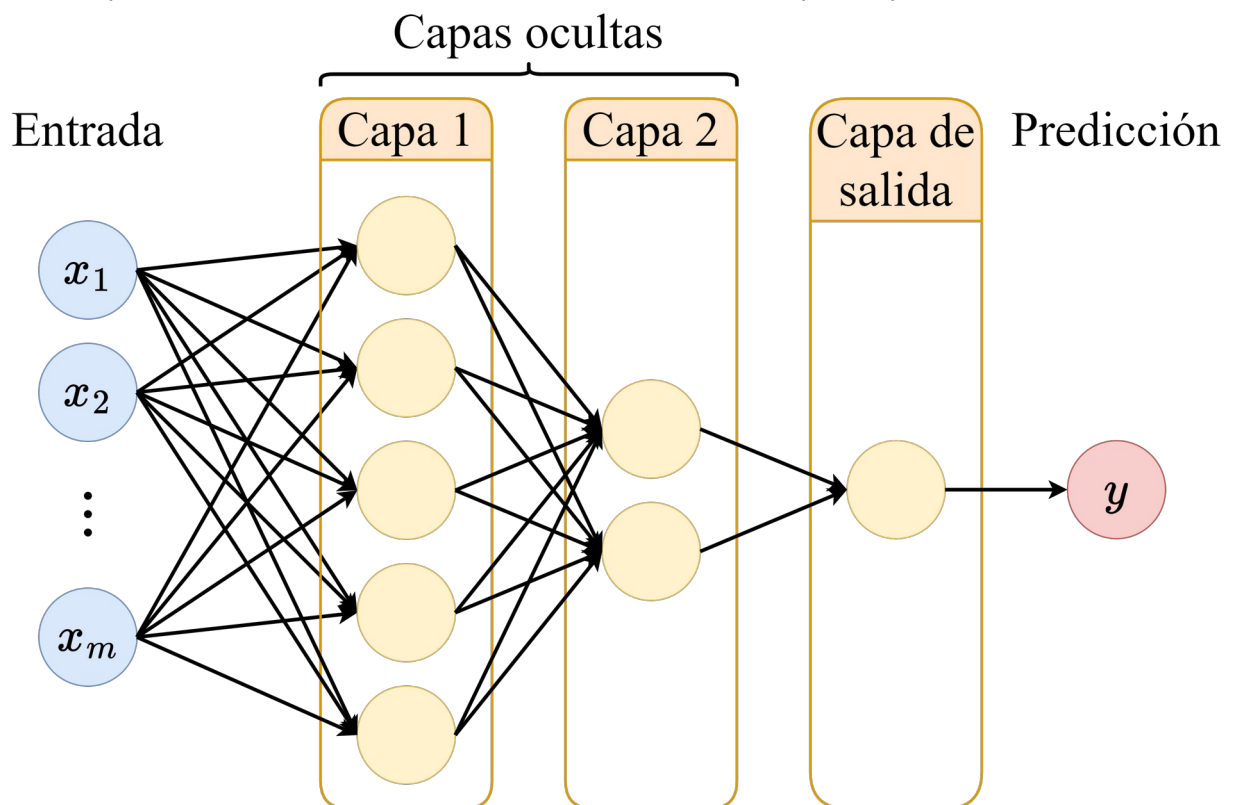 Capas ocultas
Entrada
Capa 1
Capa 2
Capa de
salida
Predicción
x₁
x₂
⋮
xₘ
y